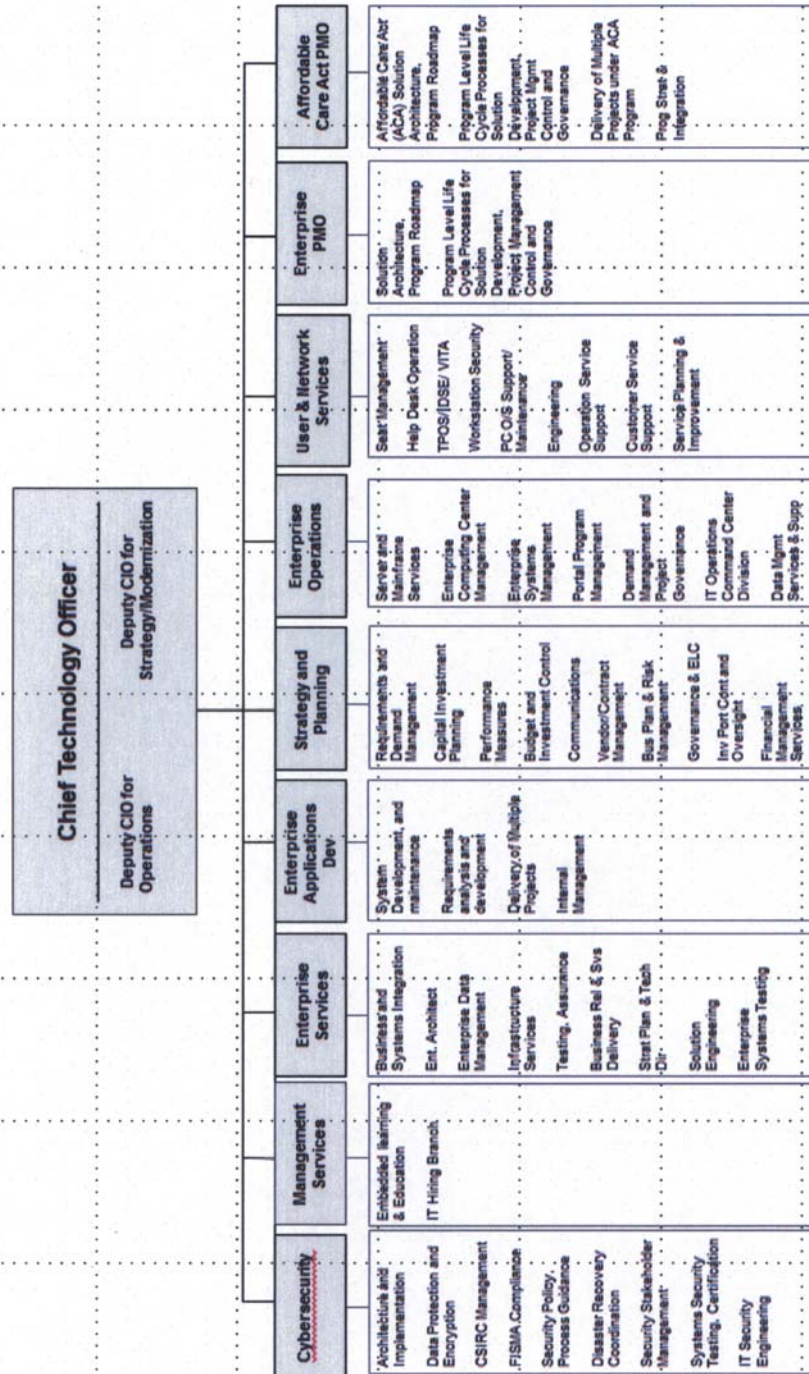 Chief Technology Officer
Deputy CIO for
Operations
Deputy CIO for
Strategy/Modernization
Cybersecurity
Architecture and
Implementation
Data Protection and
Encryption
CSIRC Management
FISMA Compliance
Security Policy,
Process Guidance
Disaster Recovery
Coordination
Security Stakeholder
Management
Systems Security
Testing, Certification
IT Security
Engineering
Management
Services
Embedded learning
& Education
IT Hiring Branch
Enterprise
Services
Business and
Systems Integration
Ent. Architect
Enterprise Data
Management
Infrastructure
Services
Testing, Assurance
Business Rel & Svs
Delivery
Strat Plan & Tech
Dir
Solution
Engineering
Enterprise
Systems Testing
Enterprise
Applications
Dev
System
Development, and
maintenance
Requirements
analysis and
development
Delivery of Multiple
Projects
Internal
Management
Strategy and
Planning
Requirements and
Demand
Management
Capital Investment
Planning
Performance
Measures
Budget and
Investment Control
Communications
Vendor/Contract
Management
Bus Plan & Risk
Management
Governance & ELC
Inv Port Cont and
Oversight
Financial
Management
Services
Enterprise
Operations
Server and
Mainframe
Services
Enterprise
Computing Center
Management
Enterprise
Systems
Management
Portal Program
Management
Demand
Management and
Project
Governance
IT Operations
Command Center
Division
Data Mgmt
Services & Supp
User & Network
Services
Seat Management
Help Desk Operation
TPOS/IDSE/ VITA
Workstation Security
PC O/S Support/
Maintenance
Engineering
Operation Service
Support
Customer Service
Support
Service Planning &
Improvement
Enterprise
PMO
Solution
Architecture,
Program Roadmap
Program Level Life
Cycle Processes for
Solution
Development,
Project Management
Control and
Governance
Affordable
Care Act PMO
Affordable Care Act
(ACA) Solution
Architecture,
Program Roadmap
Program Level Life
Cycle Processes for
Solution
Development,
Project Mgmt
Control and
Governance
Delivery of Multiple
Projects under ACA
Program
Prog Strat &
Integration